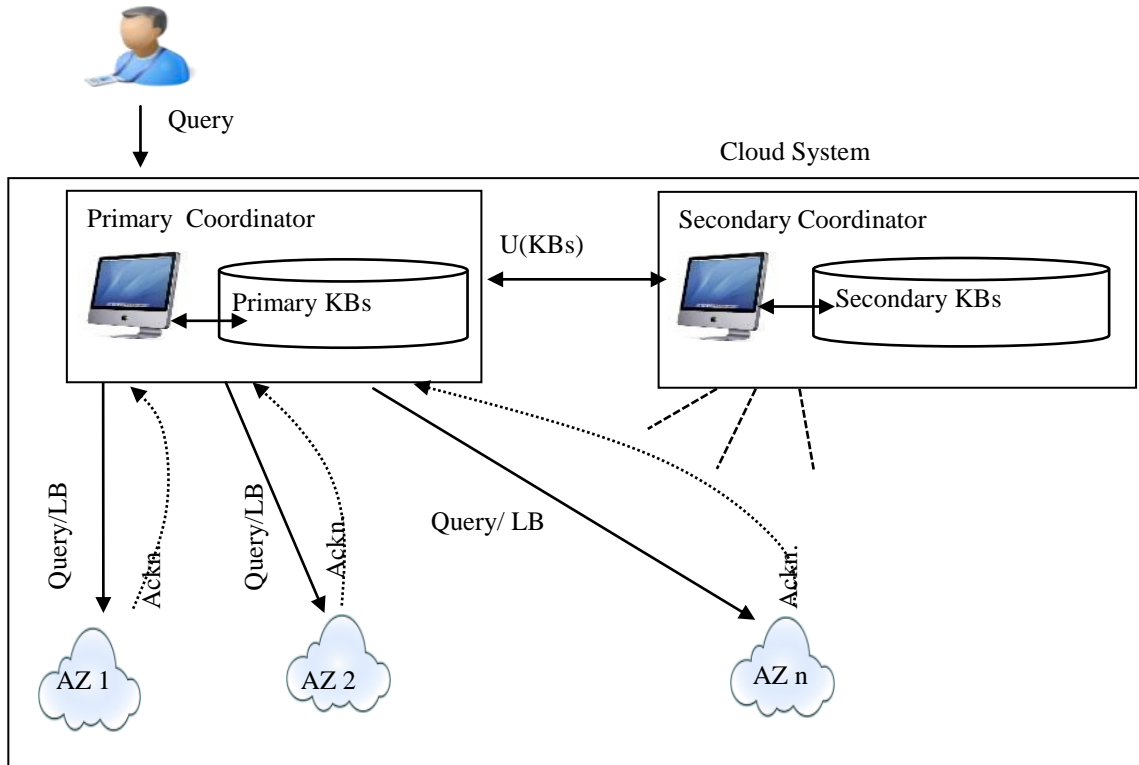 Query
Cloud System
Primary Coordinator
Secondary Coordinator
U(KBs)
Primary KBs
Secondary KBs
Query/LB
Ackn.
Query/LB
Ackn.
Query/ LB
Ackn.
AZ 1
AZ 2
AZ n